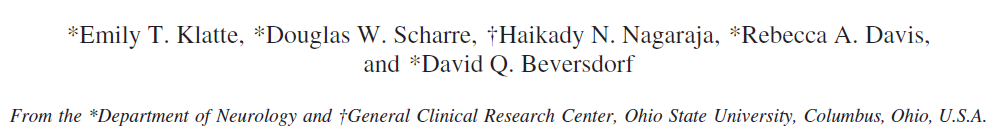 *Emily T. Klatte, *Douglas W. Scharre, †Haikady N. Nagaraja, *Rebecca A. Davis,
and *David Q. Beversdorf
From the *Department of Neurology and †General Clinical Research Center, Ohio State University, Columbus, Ohio, U.S.A.